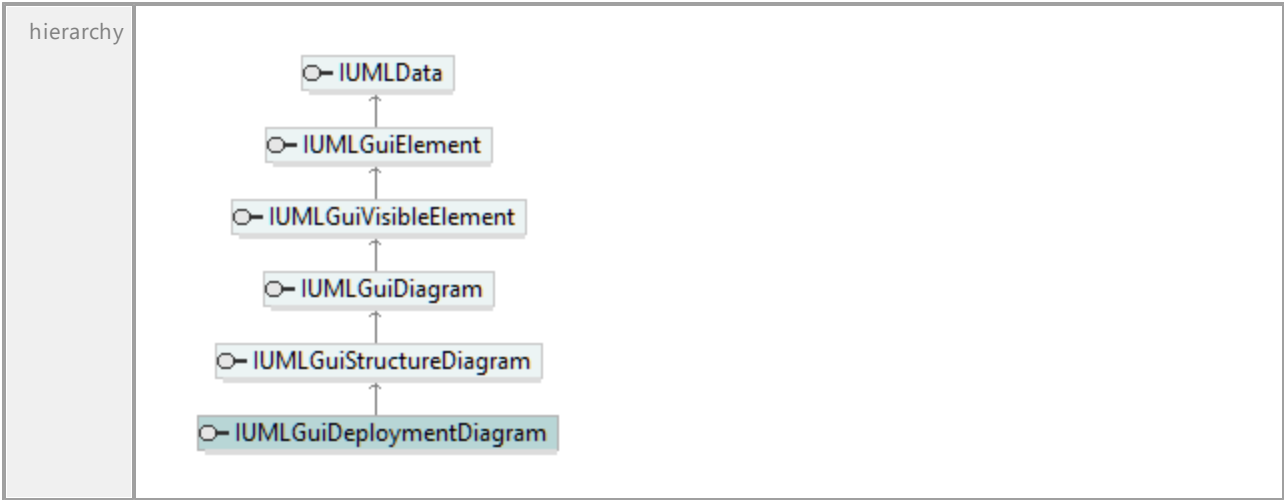 hierarchy
IUMLData
IUMLGuiElement
IUMLGuiVisibleElement
IUMLGuiDiagram
IUMLGuiStructureDiagram
IUMLGuiDeploymentDiagram